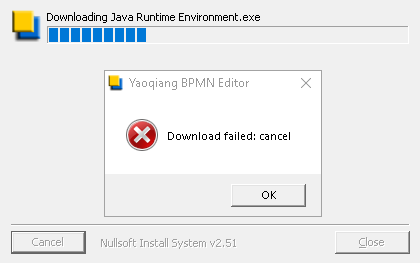 Downloading Java Runtime Environment.exe
Yaoqiang BPMN Editor
Download failed: cancel
OK
Cancel
Nullsoft Install System v2.51
Close